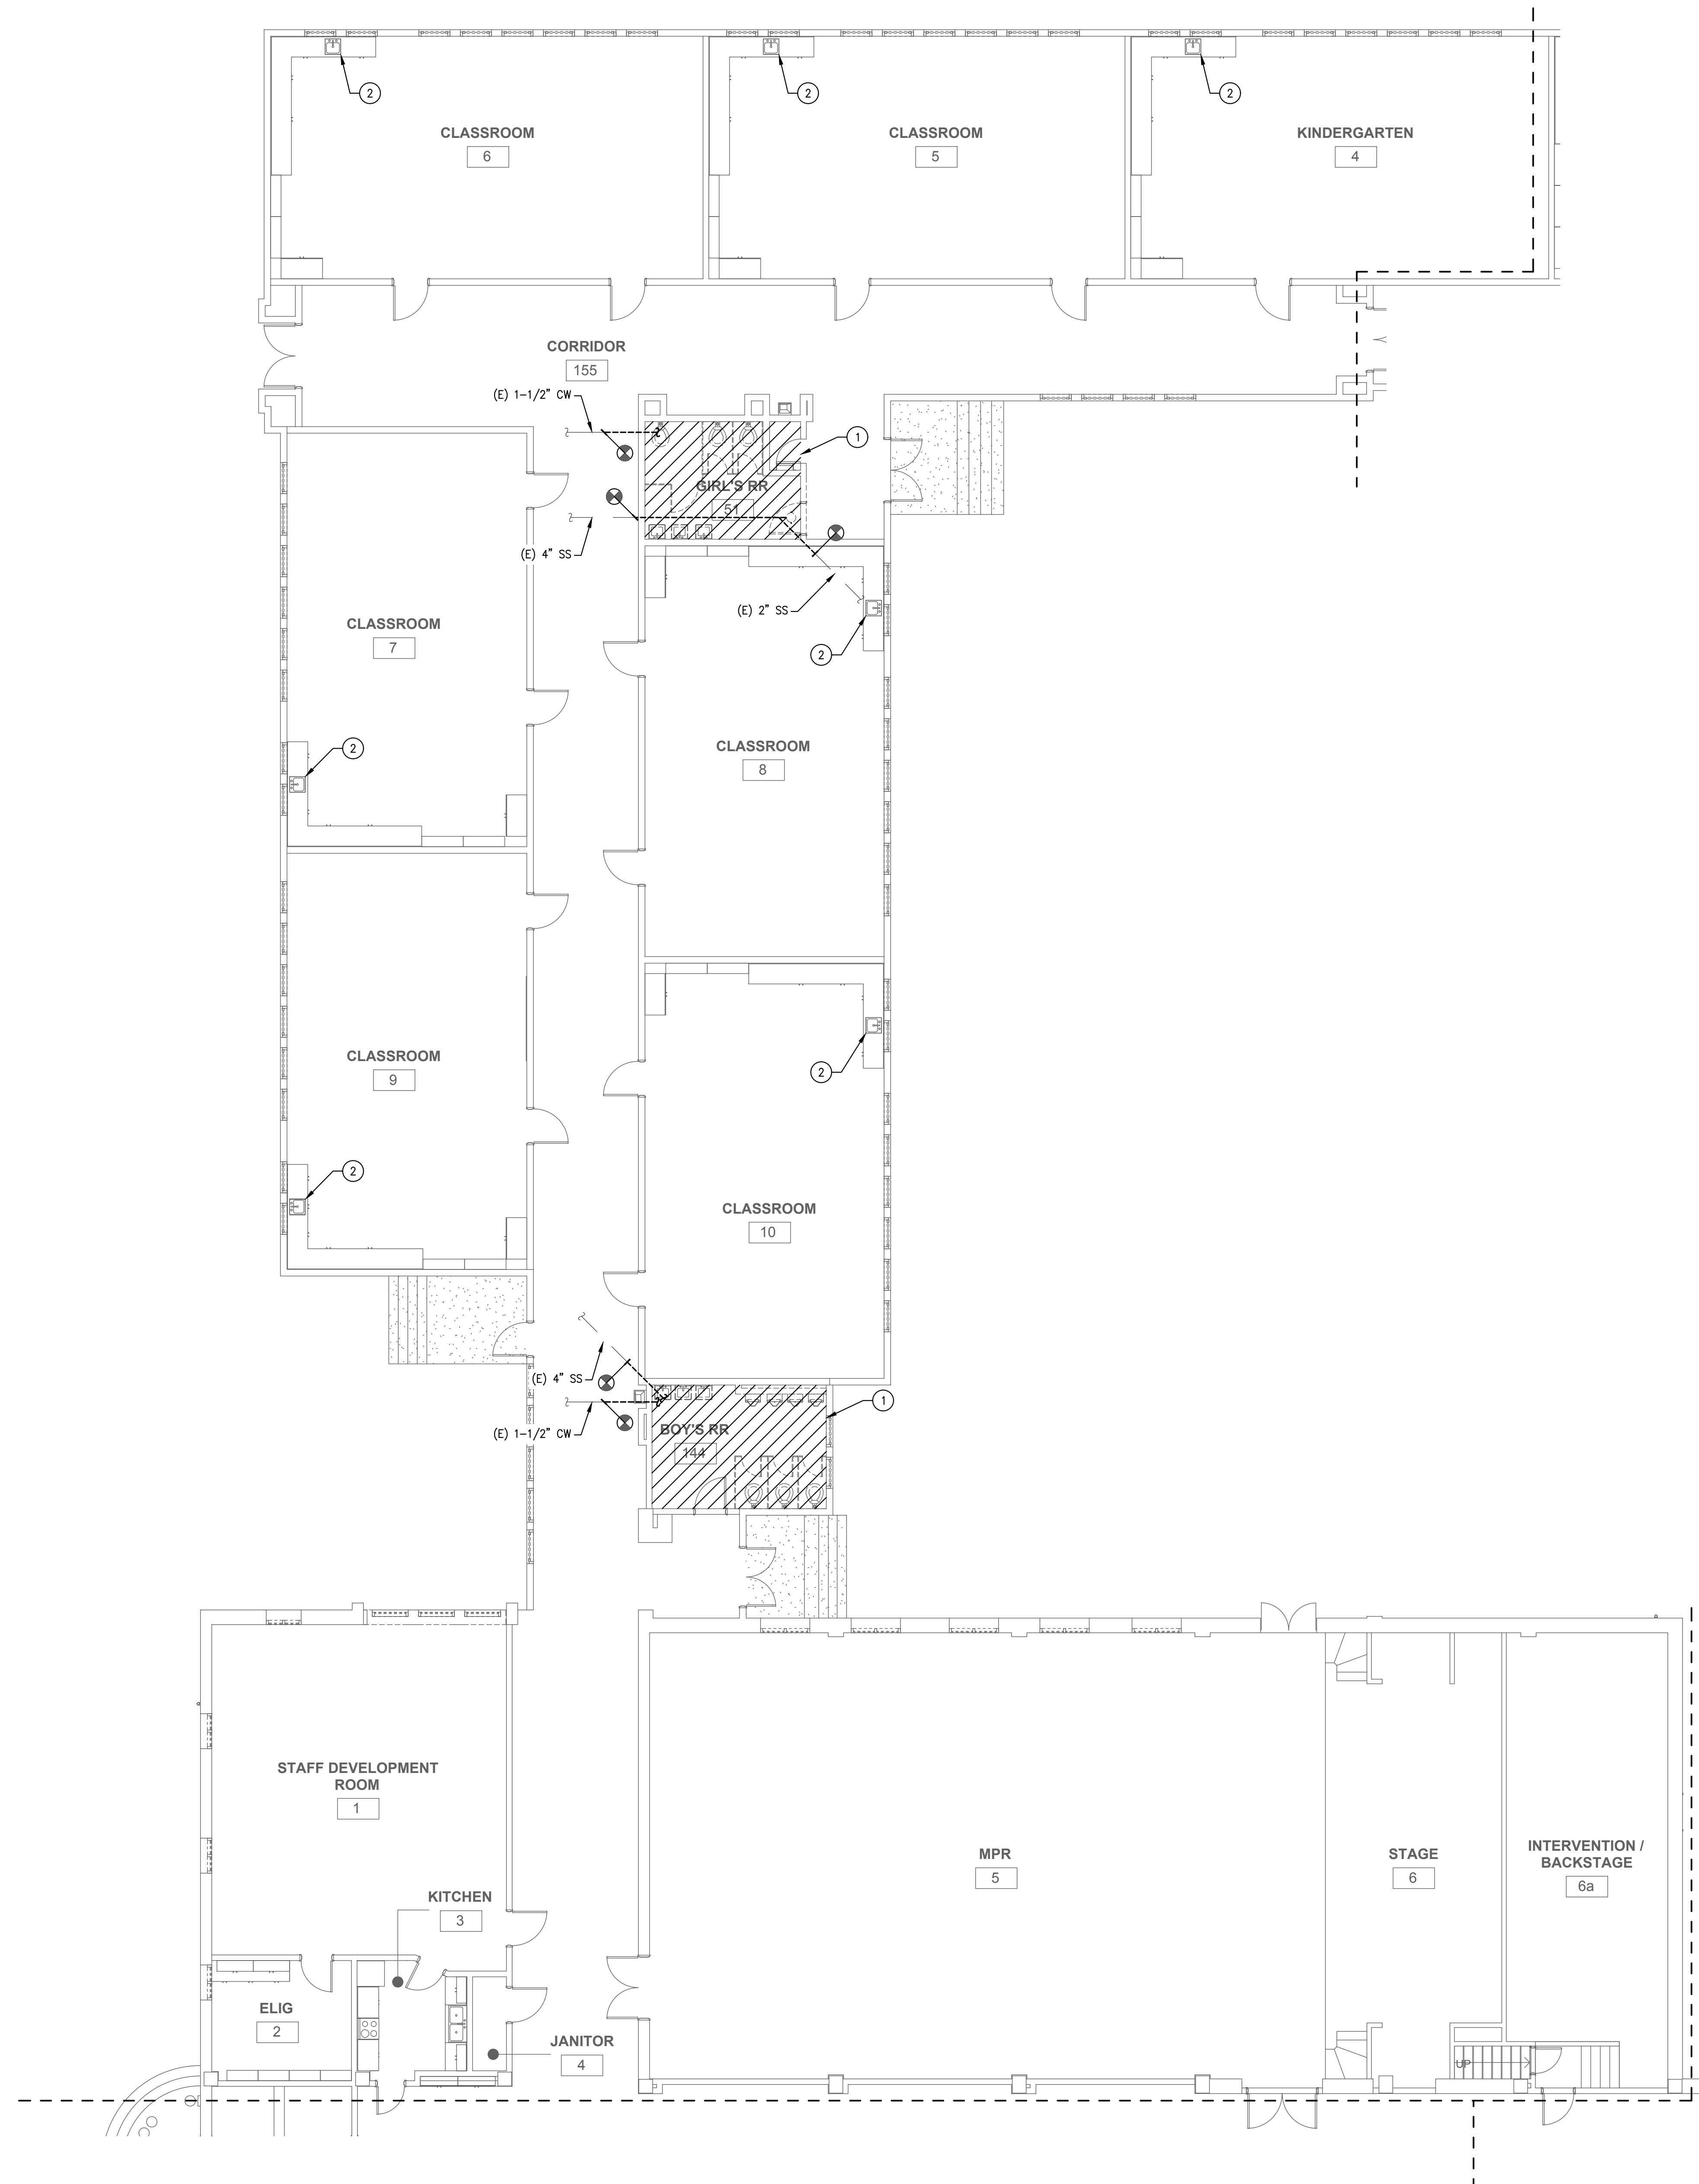 2
2
2
CLASSROOM
6
CLASSROOM
5
KINDERGARTEN
4
CORRIDOR
155
(E) 1-1/2" CW
1
GIRL'S RR
51
(E) 4" SS
(E) 2" SS
CLASSROOM
7
2
CLASSROOM
8
2
CLASSROOM
9
2
2
CLASSROOM
10
(E) 4" SS
(E) 1-1/2" CW
1
BOY'S RR
144
STAFF DEVELOPMENT
ROOM
1
MPR
5
STAGE
6
INTERVENTION /
BACKSTAGE
6a
KITCHEN
3
ELIG
2
JANITOR
4
UP